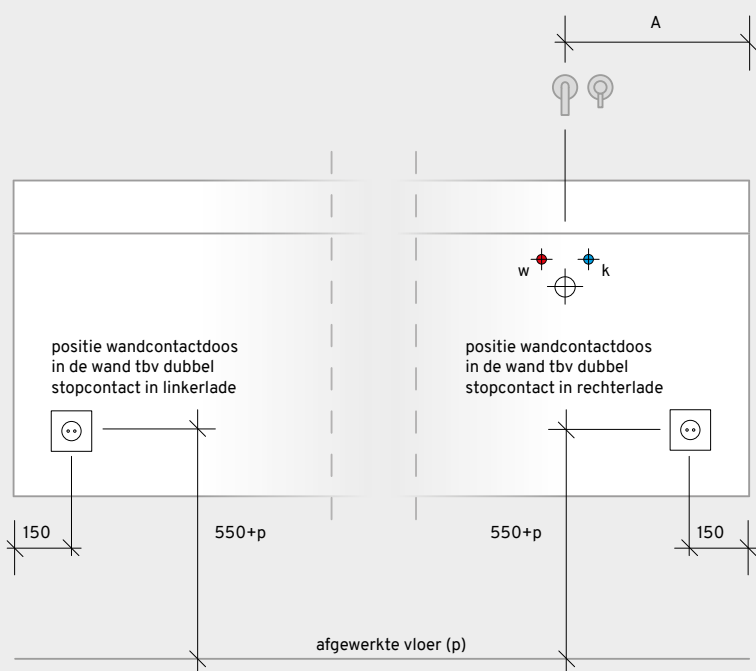 A
w
k
positie wandcontactdoos
in de wand tbv dubbel
stopcontact in linkerlade
positie wandcontactdoos
in de wand tbv dubbel
stopcontact in rechterlade
150
550+p
550+p
150
afgewerkte vloer (p)